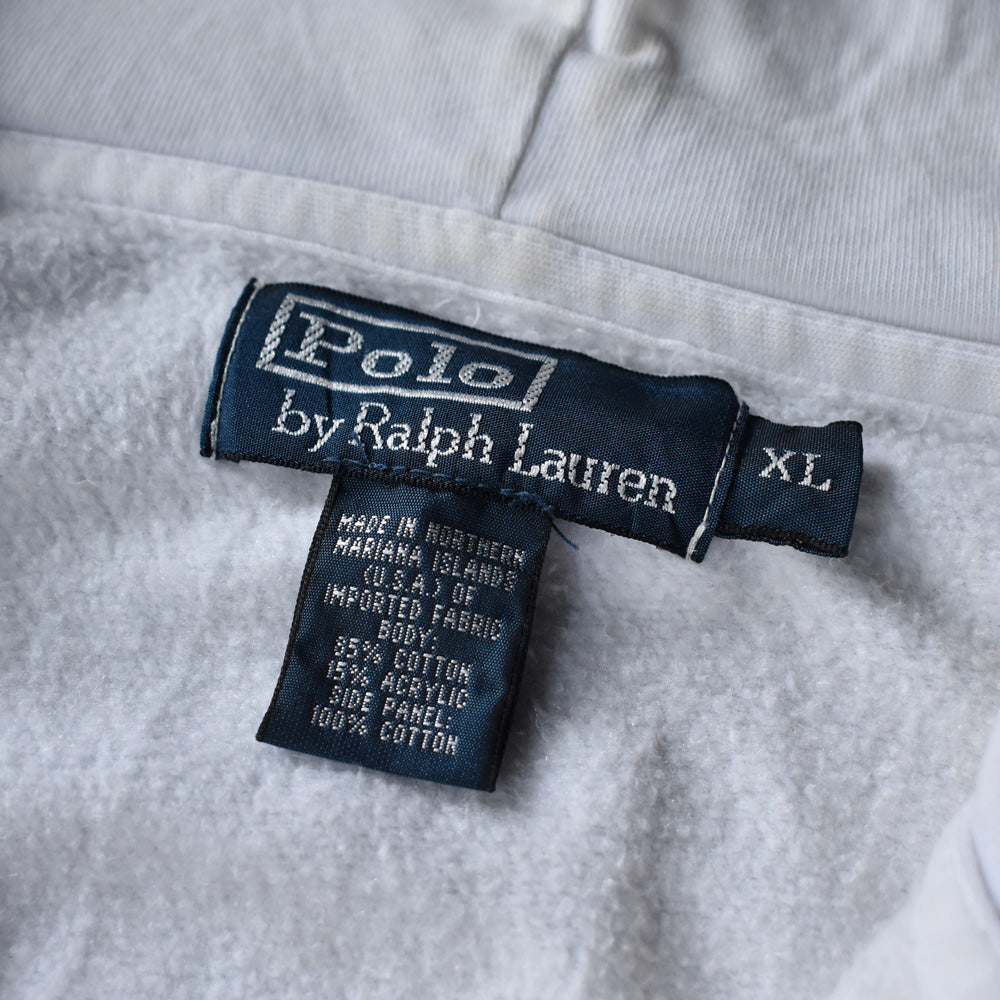 Polo
by Ralph Lauren
XL
MADE IN NORTHERN
MARIANA ISLANDS
(U.S.A.) OF
IMPORTED FABRIC
BODY:
85% COTTON
15% ACRYLIC
SIDE PANEL:
100% COTTON